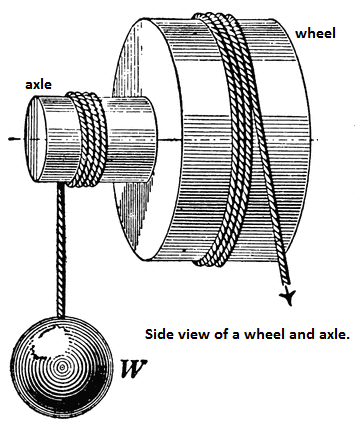 wheel
axle
W
Side view of a wheel and axle.